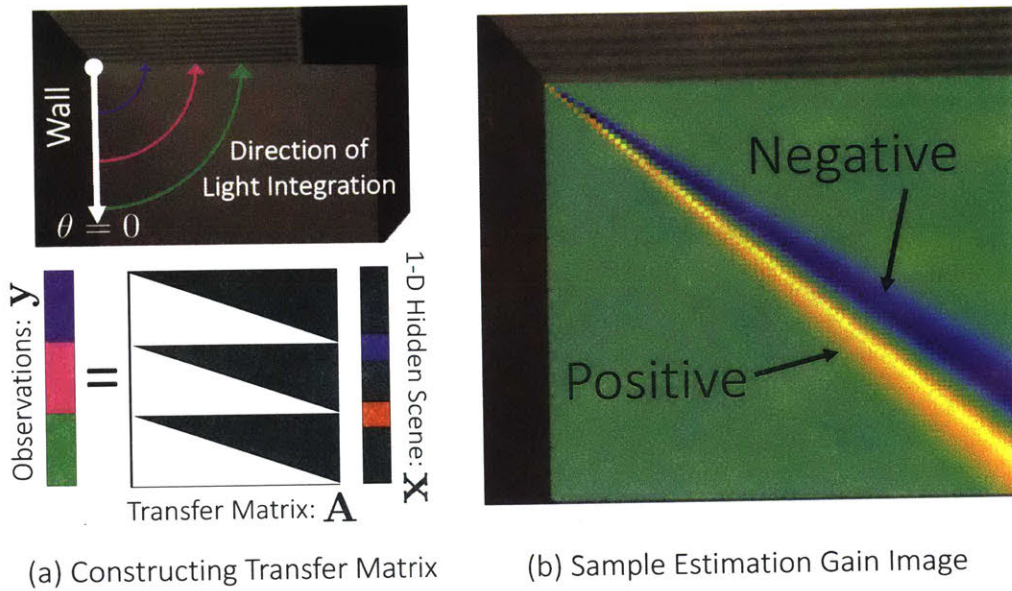 Wall
Direction of
Light Integration
θ = 0
Observations: y
=
Transfer Matrix: A
1-D Hidden Scene: X
(a) Constructing Transfer Matrix
Negative
Positive
(b) Sample Estimation Gain Image